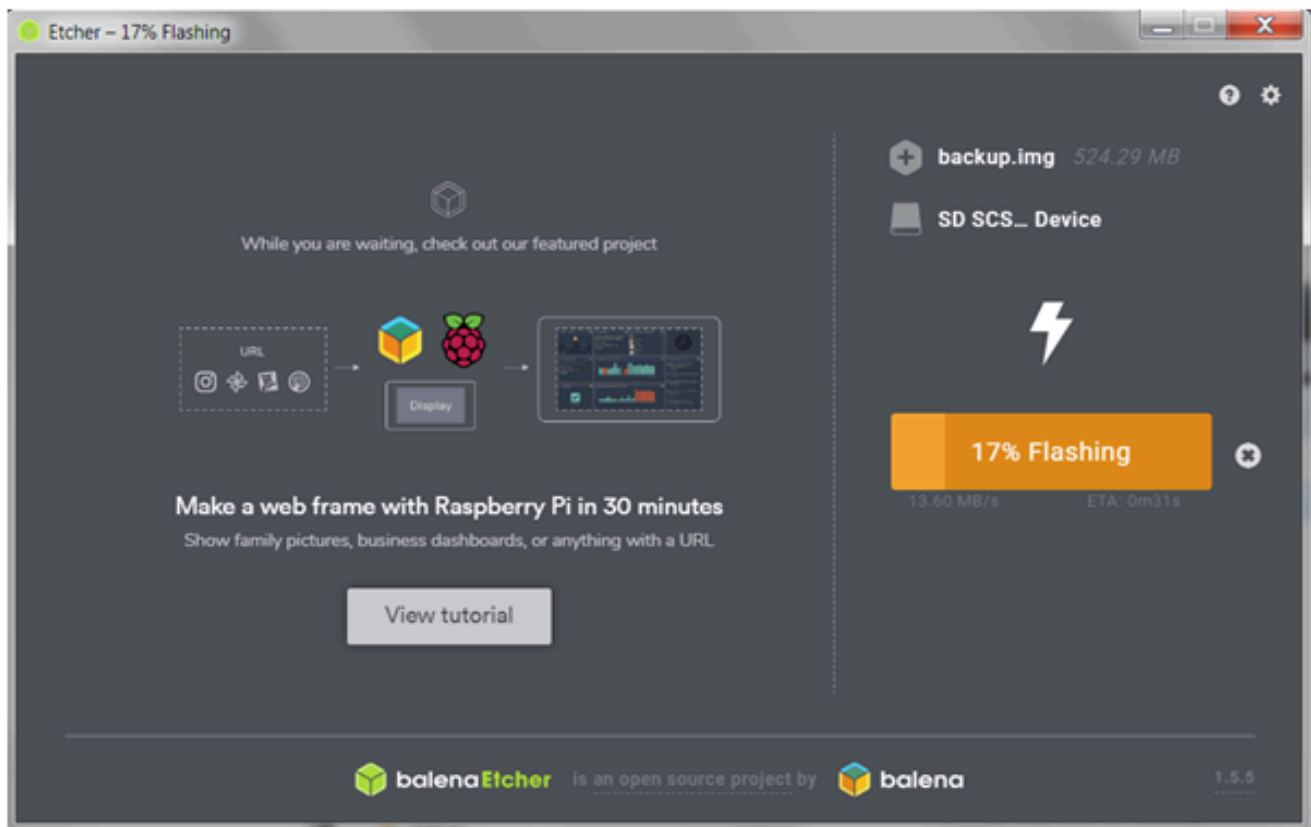 Etcher – 17% Flashing
While you are waiting, check out our featured project
URL
Display
Make a web frame with Raspberry Pi in 30 minutes
Show family pictures, business dashboards, or anything with a URL
View tutorial
backup.img 524.29 MB
SD SCS... Device
17% Flashing
13.60 MB/s ETA: 0m31s
balenaEtcher is an open source project by balena
1.5.5